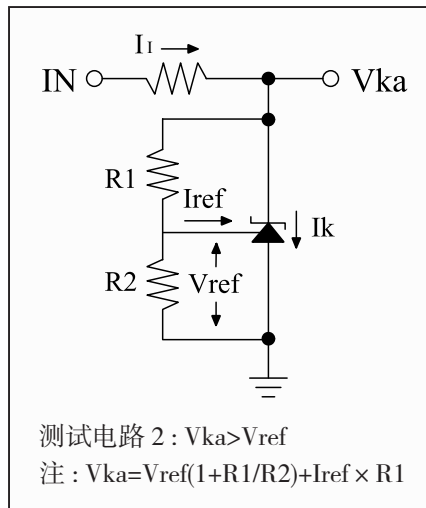 I_I
IN
Vka
R1
Iref
Ik
R2
Vref
测试电路 2 : Vka>Vref
注 : Vka=Vref(1+R1/R2)+Iref × R1